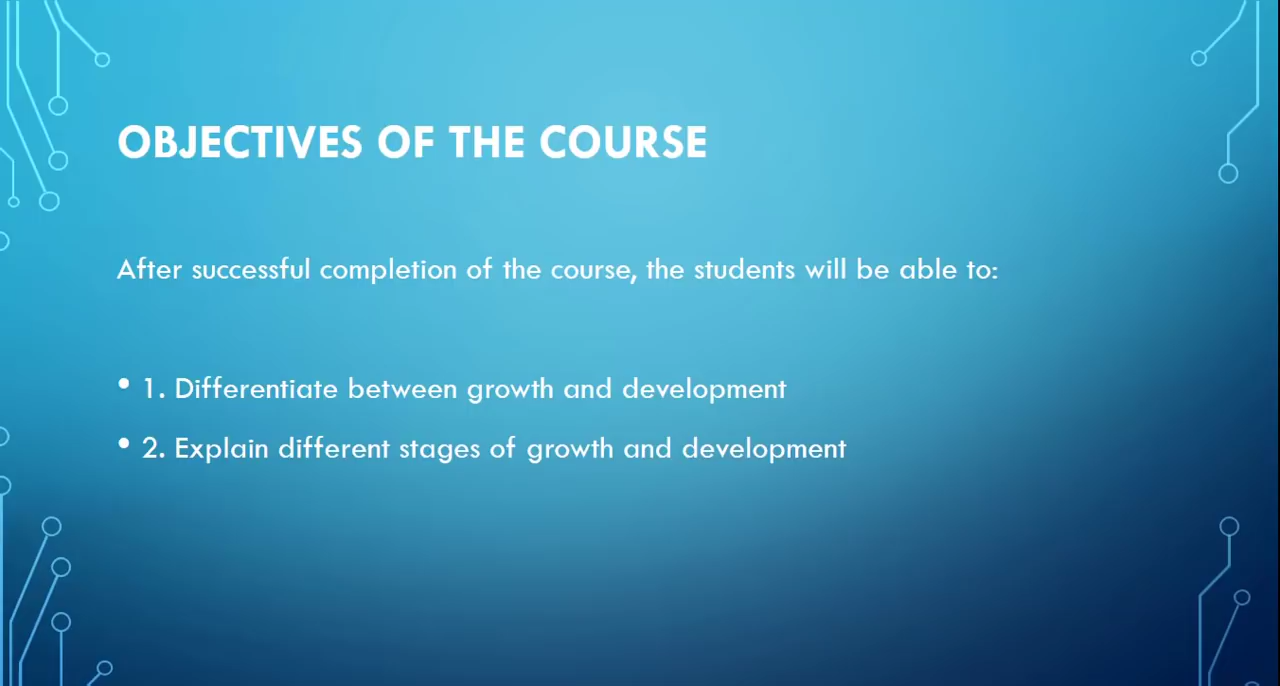 OBJECTIVES OF THE COURSE
After successful completion of the course, the students will be able to:
• 1. Differentiate between growth and development
• 2. Explain different stages of growth and development